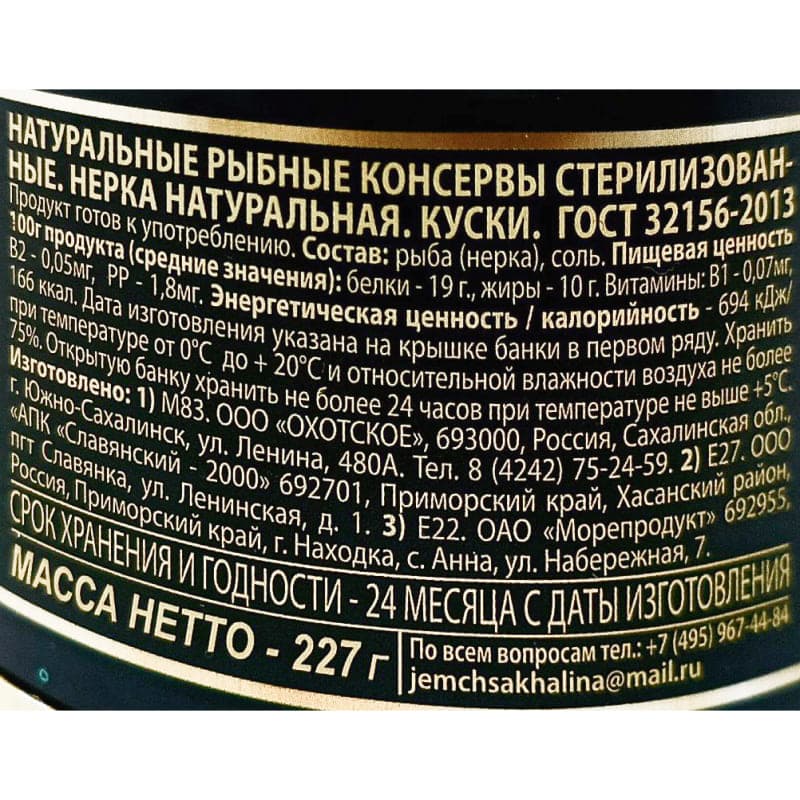 НАТУРАЛЬНЫЕ РЫБНЫЕ КОНСЕРВЫ СТЕРИЛИЗОВАН-
НЫЕ. НЕРКА НАТУРАЛЬНАЯ. КУСКИ. ГОСТ 32156-2013
Продукт готов к употреблению. Состав: рыба (нерка), соль. Пищевая ценность
100г продукта (средние значения): белки - 19 г., жиры - 10 г. Витамины: В1 - 0,07мг,
В2 - 0,05мг, РР - 1,8мг. Энергетическая ценность / калорийность - 694 кДж/
166 ккал. Дата изготовления указана на крышке банки в первом ряду. Хранить
при температуре от 0°С до + 20°С и относительной влажности воздуха не более
75%. Открытую банку хранить не более 24 часов при температуре не выше +5°С.
Изготовлено: 1) М83. ООО «ОХОТСКОЕ», 693000, Россия, Сахалинская обл.,
г. Южно-Сахалинск, ул. Ленина, 480А. Тел. 8 (4242) 75-24-59. 2) Е27. ООО
«АПК «Славянский - 2000» 692701, Приморский край, Хасанский район,
пгт Славянка, ул. Ленинская, д. 1. 3) Е22. ОАО «Морепродукт» 692955,
Россия, Приморский край, г. Находка, с. Анна, ул. Набережная, 7.
СРОК ХРАНЕНИЯ И ГОДНОСТИ - 24 МЕСЯЦА С ДАТЫ ИЗГОТОВЛЕНИЯ
МАССА НЕТТО - 227 г
По всем вопросам тел.: +7 (495) 967-44-84
jemchsakhalina@mail.ru